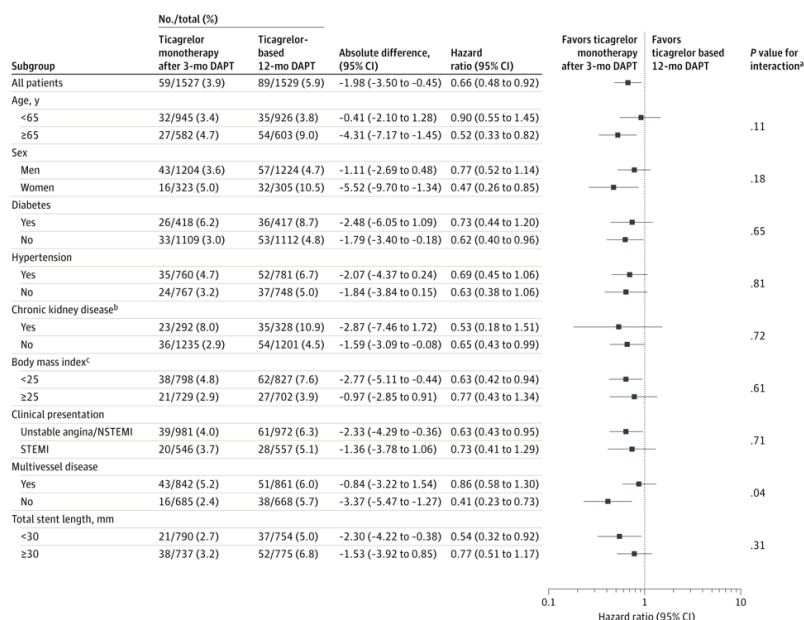 No./total (%)
Subgroup Ticagrelor monotherapy after 3-mo DAPT Ticagrelor-based 12-mo DAPT Absolute difference, (95% CI) Hazard ratio (95% CI) Favors ticagrelor monotherapy after 3-mo DAPT Favors ticagrelor based 12-mo DAPT P value for interactionᵃ
All patients 59/1527 (3.9) 89/1529 (5.9) -1.98 (-3.50 to -0.45) 0.66 (0.48 to 0.92)
Age, y
<65 32/945 (3.4) 35/926 (3.8) -0.41 (-2.10 to 1.28) 0.90 (0.55 to 1.45)
.11
≥65 27/582 (4.7) 54/603 (9.0) -4.31 (-7.17 to -1.45) 0.52 (0.33 to 0.82)
Sex
Men 43/1204 (3.6) 57/1224 (4.7) -1.11 (-2.69 to 0.48) 0.77 (0.52 to 1.14)
.18
Women 16/323 (5.0) 32/305 (10.5) -5.52 (-9.70 to -1.34) 0.47 (0.26 to 0.85)
Diabetes
Yes 26/418 (6.2) 36/417 (8.7) -2.48 (-6.05 to 1.09) 0.73 (0.44 to 1.20)
.65
No 33/1109 (3.0) 53/1112 (4.8) -1.79 (-3.40 to -0.18) 0.62 (0.40 to 0.96)
Hypertension
Yes 35/760 (4.7) 52/781 (6.7) -2.07 (-4.37 to 0.24) 0.69 (0.45 to 1.06)
.81
No 24/767 (3.2) 37/748 (5.0) -1.84 (-3.84 to 0.15) 0.63 (0.38 to 1.06)
Chronic kidney diseaseᵇ
Yes 23/292 (8.0) 35/328 (10.9) -2.87 (-7.46 to 1.72) 0.53 (0.18 to 1.51)
.72
No 36/1235 (2.9) 54/1201 (4.5) -1.59 (-3.09 to -0.08) 0.65 (0.43 to 0.99)
Body mass indexᶜ
<25 38/798 (4.8) 62/827 (7.6) -2.77 (-5.11 to -0.44) 0.63 (0.42 to 0.94)
.61
≥25 21/729 (2.9) 27/702 (3.9) -0.97 (-2.85 to 0.91) 0.77 (0.43 to 1.34)
Clinical presentation
Unstable angina/NSTEMI 39/981 (4.0) 61/972 (6.3) -2.33 (-4.29 to -0.36) 0.63 (0.43 to 0.95)
.71
STEMI 20/546 (3.7) 28/557 (5.1) -1.36 (-3.78 to 1.06) 0.73 (0.41 to 1.29)
Multivessel disease
Yes 43/842 (5.2) 51/861 (6.0) -0.84 (-3.22 to 1.54) 0.86 (0.58 to 1.30)
.04
No 16/685 (2.4) 38/668 (5.7) -3.37 (-5.47 to -1.27) 0.41 (0.23 to 0.73)
Total stent length, mm
<30 21/790 (2.7) 37/754 (5.0) -2.30 (-4.22 to -0.38) 0.54 (0.32 to 0.92)
.31
≥30 38/737 (3.2) 52/775 (6.8) -1.53 (-3.92 to 0.85) 0.77 (0.51 to 1.17)
0.1 1 10
Hazard ratio (95% CI)